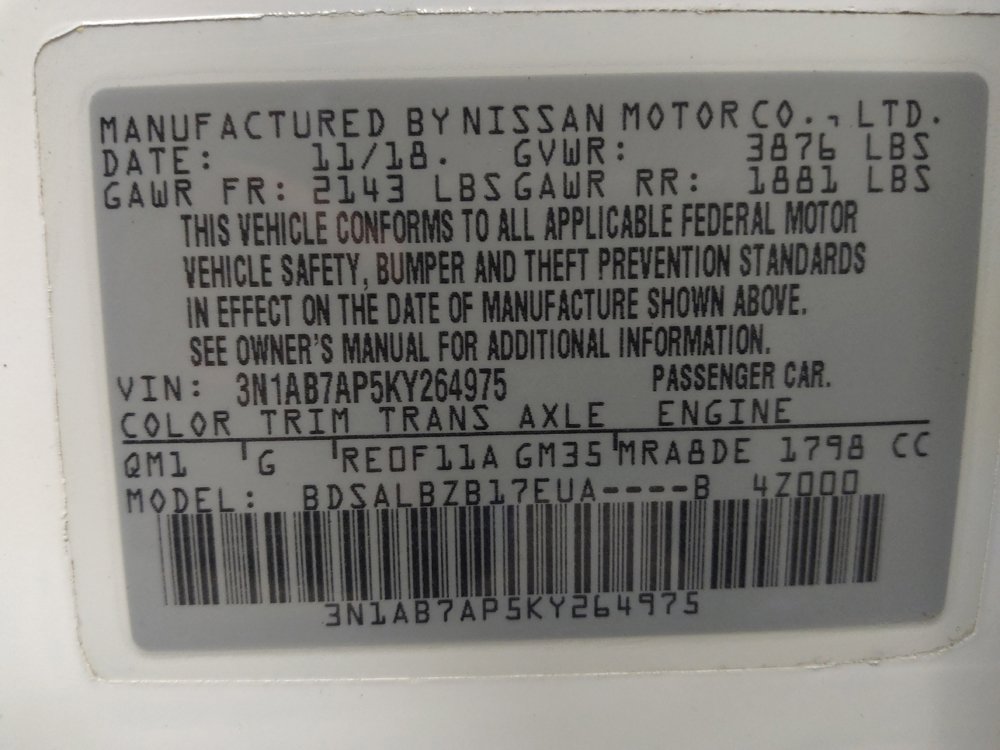 MANUFACTURED BY NISSAN MOTOR CO., LTD.
DATE: 11/18. GVWR: 3876 LBS
GAWR FR: 2143 LBS GAWR RR: 1881 LBS
THIS VEHICLE CONFORMS TO ALL APPLICABLE FEDERAL MOTOR
VEHICLE SAFETY, BUMPER AND THEFT PREVENTION STANDARDS
IN EFFECT ON THE DATE OF MANUFACTURE SHOWN ABOVE.
SEE OWNER'S MANUAL FOR ADDITIONAL INFORMATION.
VIN: 3N1AB7AP5KY264975 PASSENGER CAR.
COLOR TRIM TRANS AXLE ENGINE
QM1 G RE0F11A GM35 MRA8DE 1798 CC
MODEL: BDSALBZB17EUA----B 4Z000
3N1AB7AP5KY264975